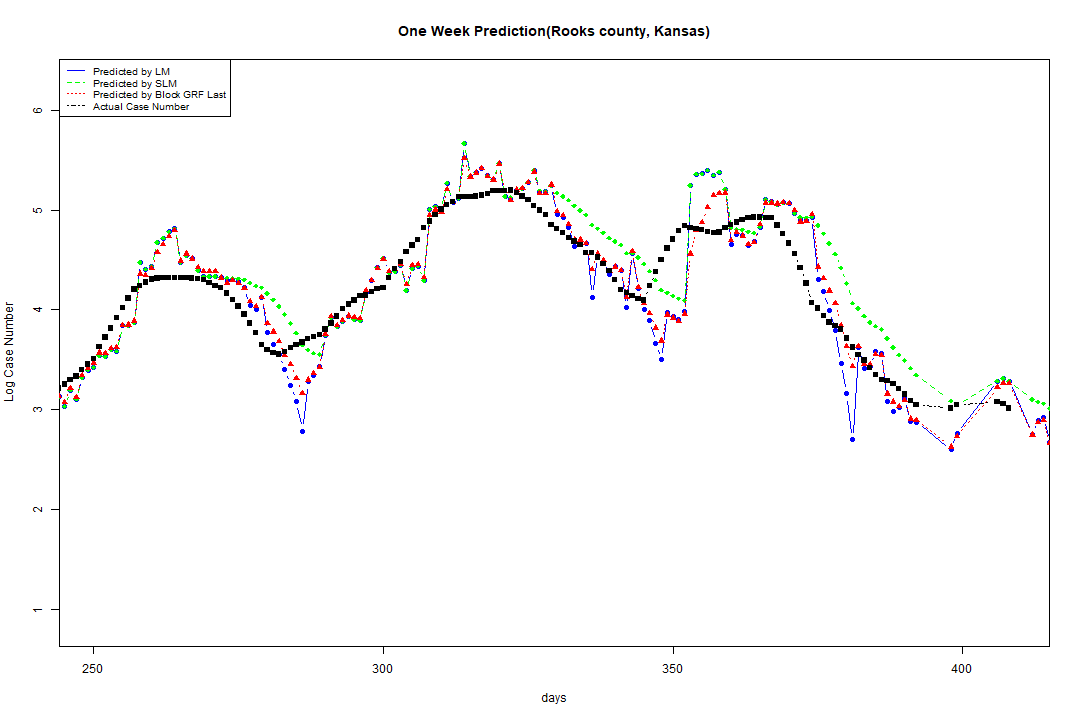 One Week Prediction(Rooks county, Kansas)
Predicted by LM
Predicted by SLM
Predicted by Block GRF Last
Actual Case Number
6
5
4
3
2
1
Log Case Number
250 300 350 400
days